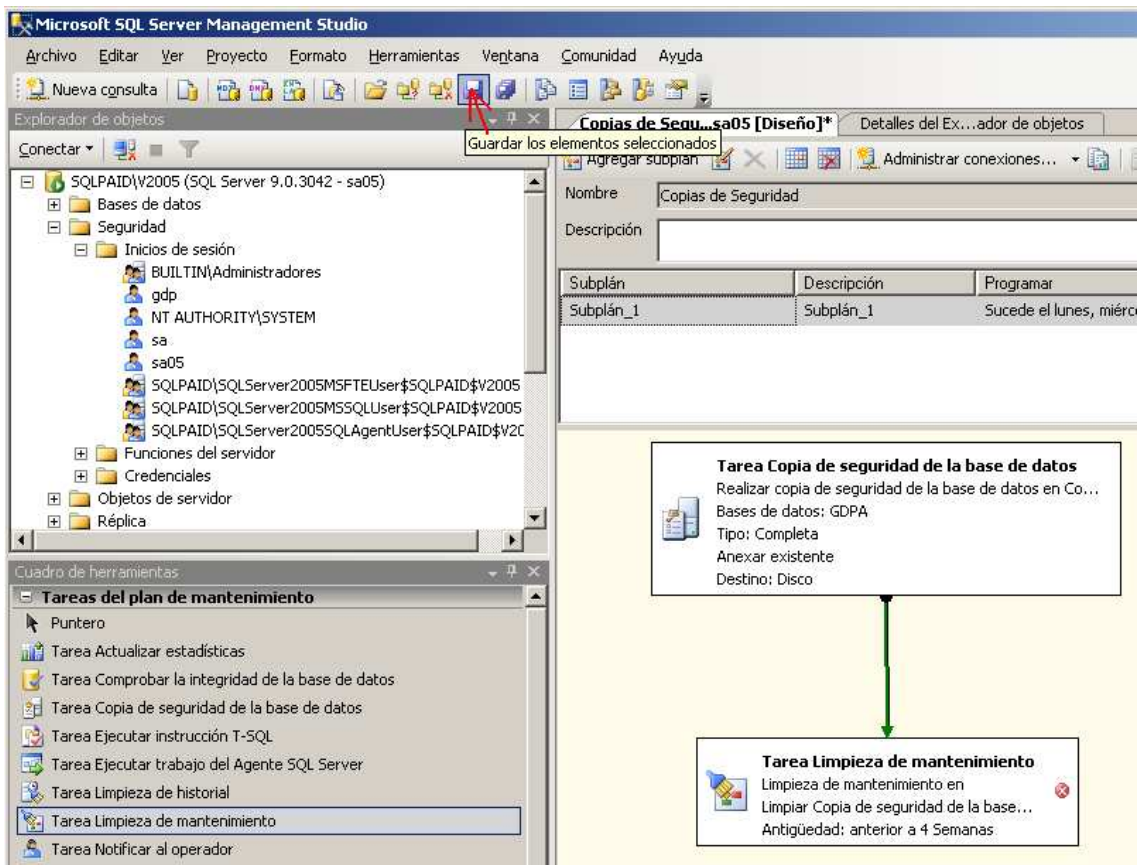 Microsoft SQL Server Management Studio
Archivo Editar Ver Proyecto Formato Herramientas Ventana Comunidad Ayuda
Nueva consulta
Explorador de objetos
Guardar los elementos seleccionados
Conectar
SQLPAID\V2005 (SQL Server 9.0.3042 - sa05)
Bases de datos
Seguridad
Inicios de sesión
BUILTIN\Administradores
gdp
NT AUTHORITY\SYSTEM
sa
sa05
SQLPAID\SQLServer2005MSFTEUser$SQLPAID$V2005
SQLPAID\SQLServer2005MSSQLUser$SQLPAID$V2005
SQLPAID\SQLServer2005SQLAgentUser$SQLPAID$V20
Funciones del servidor
Credenciales
Objetos de servidor
Réplica
Cuadro de herramientas
Tareas del plan de mantenimiento
Puntero
Tarea Actualizar estadísticas
Tarea Comprobar la integridad de la base de datos
Tarea Copia de seguridad de la base de datos
Tarea Ejecutar instrucción T-SQL
Tarea Ejecutar trabajo del Agente SQL Server
Tarea Limpieza de historial
Tarea Limpieza de mantenimiento
Tarea Notificar al operador
Copias de Segu...sa05 [Diseño]* Detalles del Ex...ador de objetos
Agregar subplán Administrar conexiones...
Nombre Copias de Seguridad
Descripción
Subplán Descripción Programar
Subplán_1 Subplán_1 Sucede el lunes, miérc
Tarea Copia de seguridad de la base de datos
Realizar copia de seguridad de la base de datos en Co...
Bases de datos: GDPA
Tipo: Completa
Anexar existente
Destino: Disco
Tarea Limpieza de mantenimiento
Limpieza de mantenimiento en
Limpiar Copia de seguridad de la base...
Antigüedad: anterior a 4 Semanas